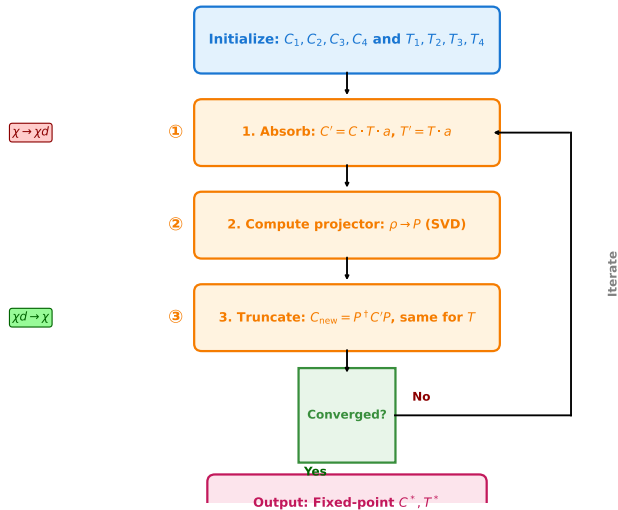 Initialize: C₁, C₂, C₃, C₄ and T₁, T₂, T₃, T₄
χ → χd
① 1. Absorb: C′ = C · T · a, T′ = T · a
② 2. Compute projector: ρ → P (SVD)
Iterate
χd → χ
③ 3. Truncate: C_new = P†C′P, same for T
No
Converged?
Yes
Output: Fixed-point C*, T*